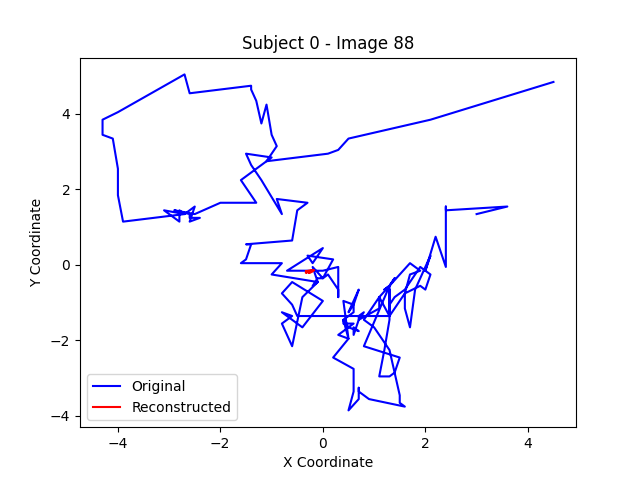 Subject 0 - Image 88
Y Coordinate
4
2
0
−2
−4
Original
Reconstructed
−4 −2 0 2 4
X Coordinate